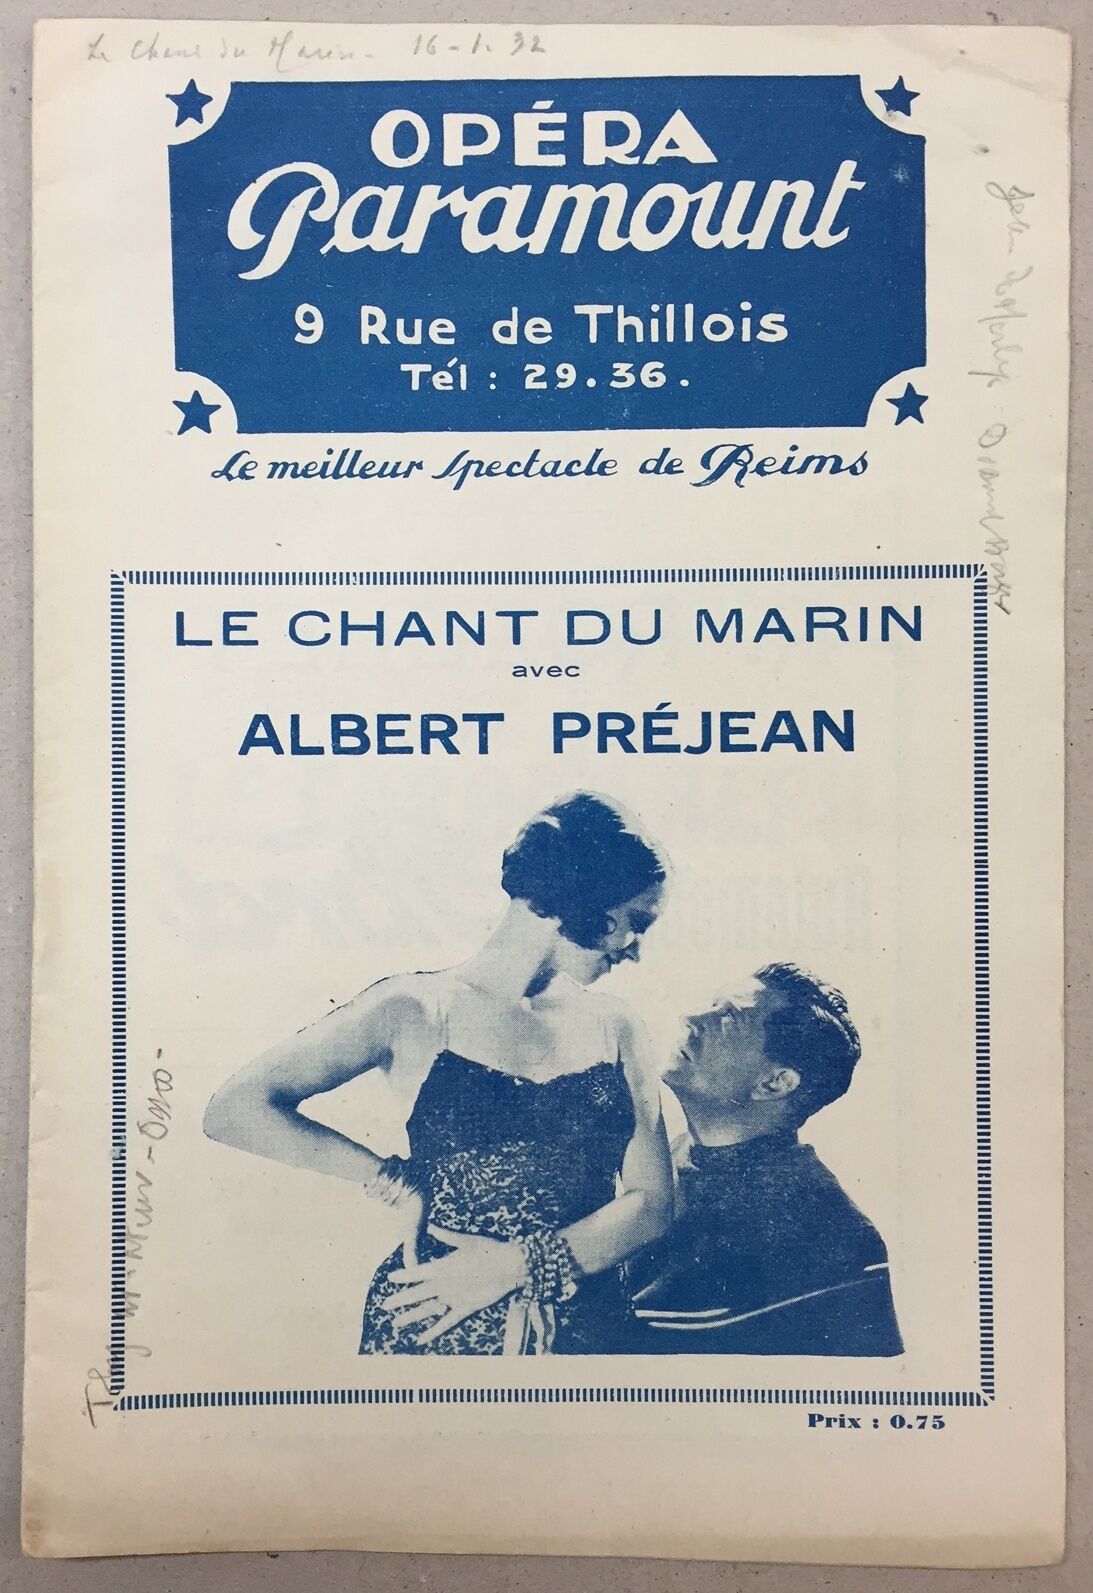 Le Chant du Marin - 16-1.32
OPÉRA
Paramount
9 Rue de Thillois
Tél : 29.36.
Le meilleur spectacle de Reims
LE CHANT DU MARIN
avec
ALBERT PRÉJEAN
Prix : 0.75
Jean